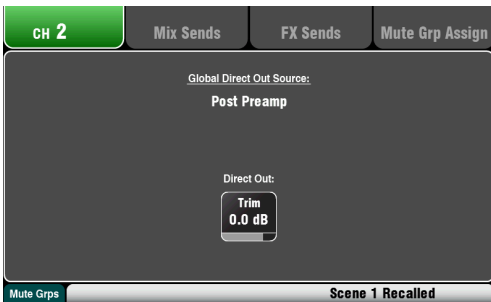 CH 2
Mix Sends
FX Sends
Mute Grp Assign
Global Direct Out Source:
Post Preamp
Direct Out:
Trim
0.0 dB
Mute Grps
Scene 1 Recalled